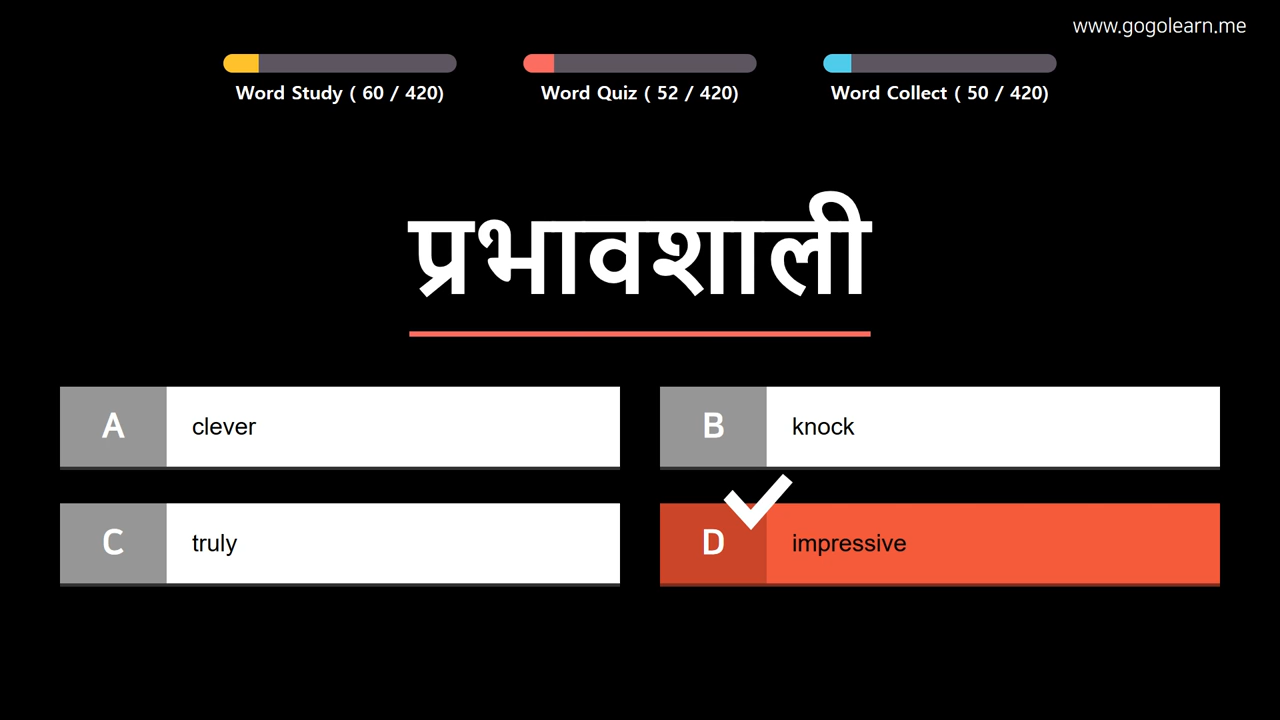 www.gogolearn.me
Word Study ( 60 / 420)
Word Quiz ( 52 / 420)
Word Collect ( 50 / 420)
प्रभावशाली
A clever
B knock
C truly
D impressive